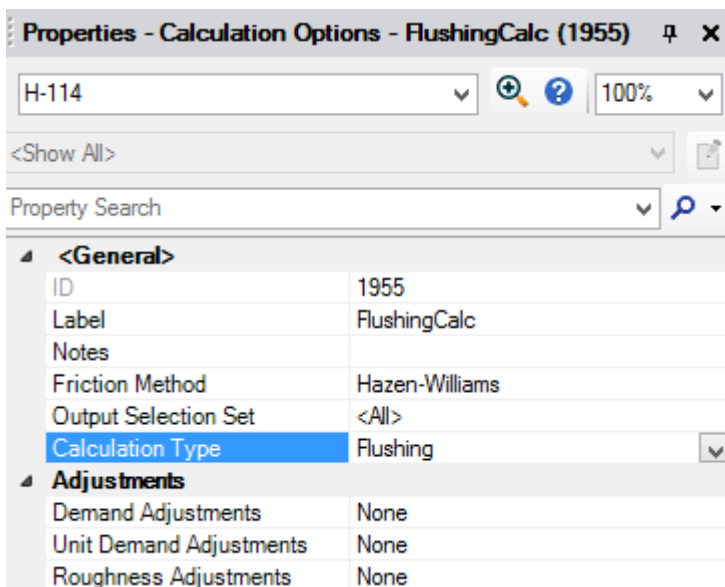 Properties - Calculation Options - FlushingCalc (1955)
H-114 100%
<Show All>
Property Search
<General>
ID 1955
Label FlushingCalc
Notes
Friction Method Hazen-Williams
Output Selection Set <All>
Calculation Type Flushing
Adjustments
Demand Adjustments None
Unit Demand Adjustments None
Roughness Adjustments None